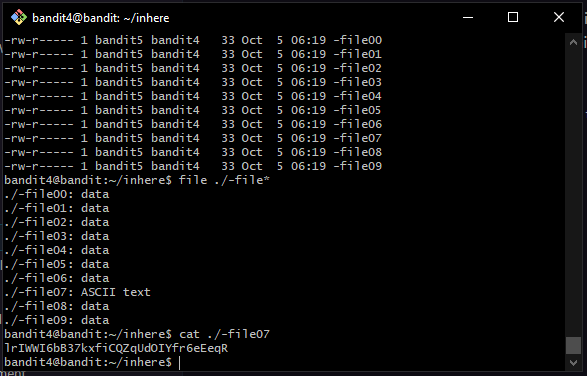 bandit4@bandit: ~/inhere
-rw-r----- 1 bandit5 bandit4   33 Oct  5 06:19 -file00
-rw-r----- 1 bandit5 bandit4   33 Oct  5 06:19 -file01
-rw-r----- 1 bandit5 bandit4   33 Oct  5 06:19 -file02
-rw-r----- 1 bandit5 bandit4   33 Oct  5 06:19 -file03
-rw-r----- 1 bandit5 bandit4   33 Oct  5 06:19 -file04
-rw-r----- 1 bandit5 bandit4   33 Oct  5 06:19 -file05
-rw-r----- 1 bandit5 bandit4   33 Oct  5 06:19 -file06
-rw-r----- 1 bandit5 bandit4   33 Oct  5 06:19 -file07
-rw-r----- 1 bandit5 bandit4   33 Oct  5 06:19 -file08
-rw-r----- 1 bandit5 bandit4   33 Oct  5 06:19 -file09
bandit4@bandit:~/inhere$ file ./-file*
./-file00: data
./-file01: data
./-file02: data
./-file03: data
./-file04: data
./-file05: data
./-file06: data
./-file07: ASCII text
./-file08: data
./-file09: data
bandit4@bandit:~/inhere$ cat ./-file07
lrIWWI6bB37kxfiCQZqUdOIYfr6eEeqR
bandit4@bandit:~/inhere$